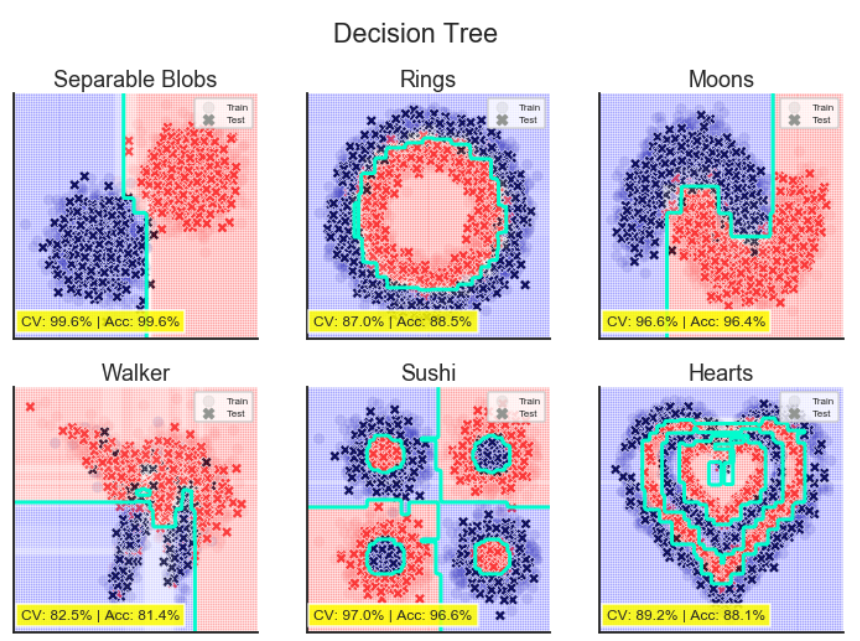 Decision Tree
Separable Blobs
Train
Test
CV: 99.6% | Acc: 99.6%
Rings
Train
Test
CV: 87.0% | Acc: 88.5%
Moons
Train
Test
CV: 96.6% | Acc: 96.4%
Walker
Train
Test
CV: 82.5% | Acc: 81.4%
Sushi
Train
Test
CV: 97.0% | Acc: 96.6%
Hearts
Train
Test
CV: 89.2% | Acc: 88.1%